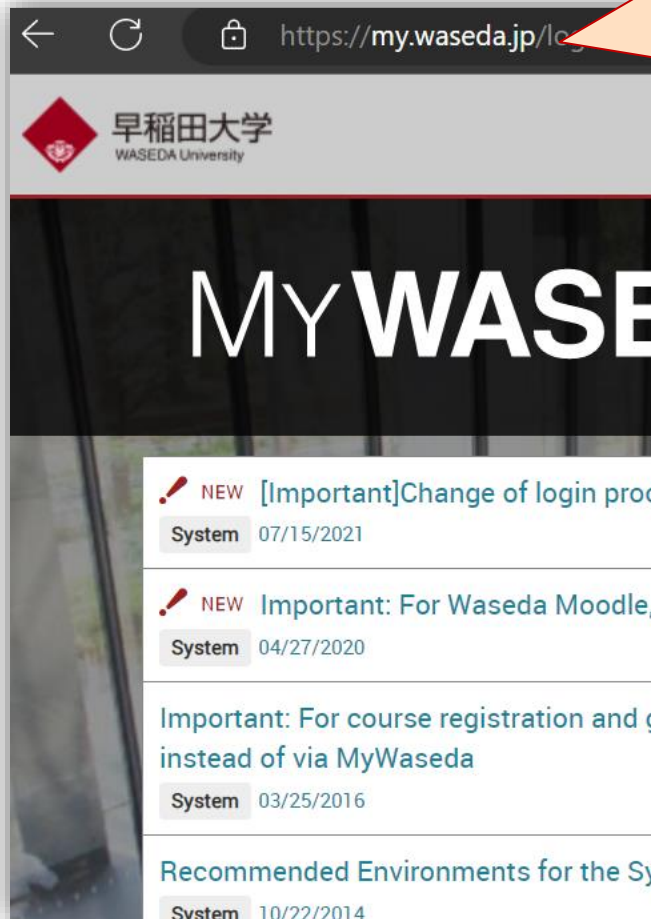 https://my.waseda.jp/log
早稲田大学
WASEDA University
MYWASE
NEW [Important]Change of login
System 07/15/2021
NEW Important: For Waseda Moodle,
System 04/27/2020
Important: For course registration and
instead of via MyWaseda
System 03/25/2016
Recommended Environments for the
System 10/22/2014